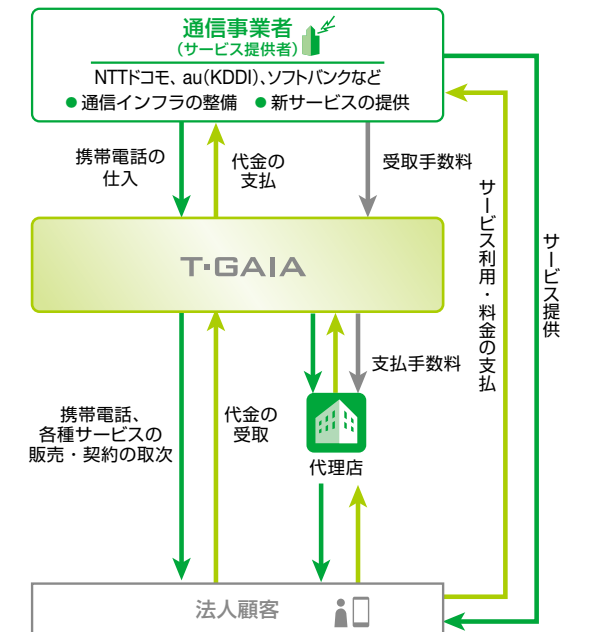 通信事業者
(サービス提供者)
NTTドコモ、au(KDDI)、ソフトバンクなど
●通信インフラの整備 ●新サービスの提供
携帯電話の
仕入
代金の
支払
受取手数料
サービス利用・料金の支払
サービス提供
T-GAIA
支払手数料
携帯電話、
各種サービスの
販売・契約の取次
代金の
受取
代理店
法人顧客